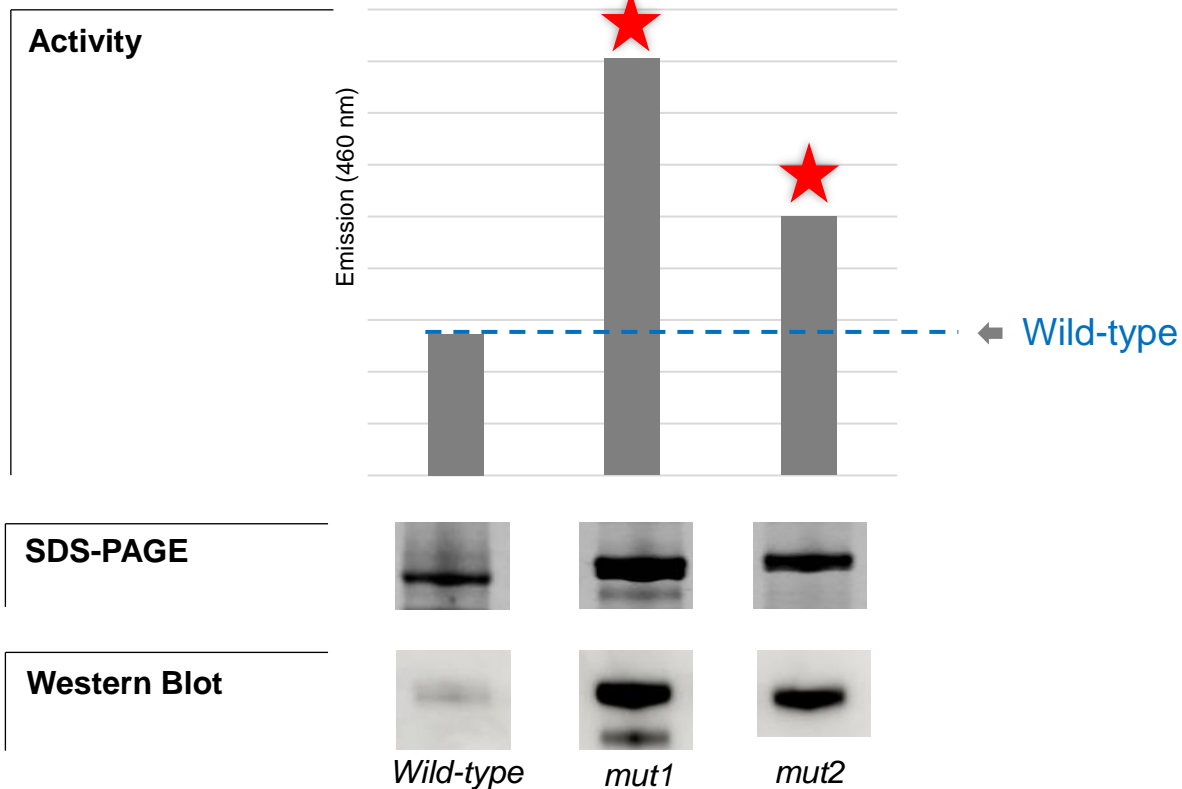 Activity
Emission (460 nm)
Wild-type
SDS-PAGE
Western Blot
Wild-type
mut1
mut2